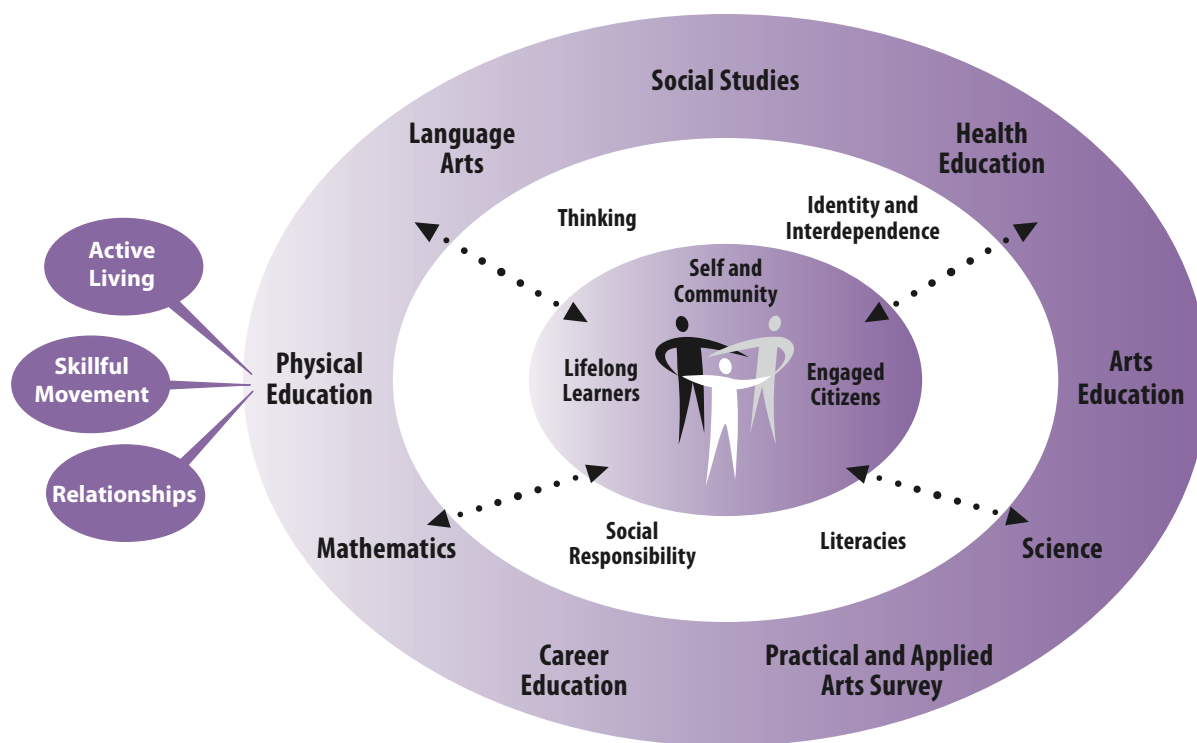 Social Studies
Language
Arts
Health
Education
Thinking
Identity and
Interdependence
Active
Living
Self and
Community
Skillful
Movement
Physical
Education
Lifelong
Learners
Engaged
Citizens
Arts
Education
Relationships
Mathematics
Social
Responsibility
Literacies
Science
Career
Education
Practical and Applied
Arts Survey